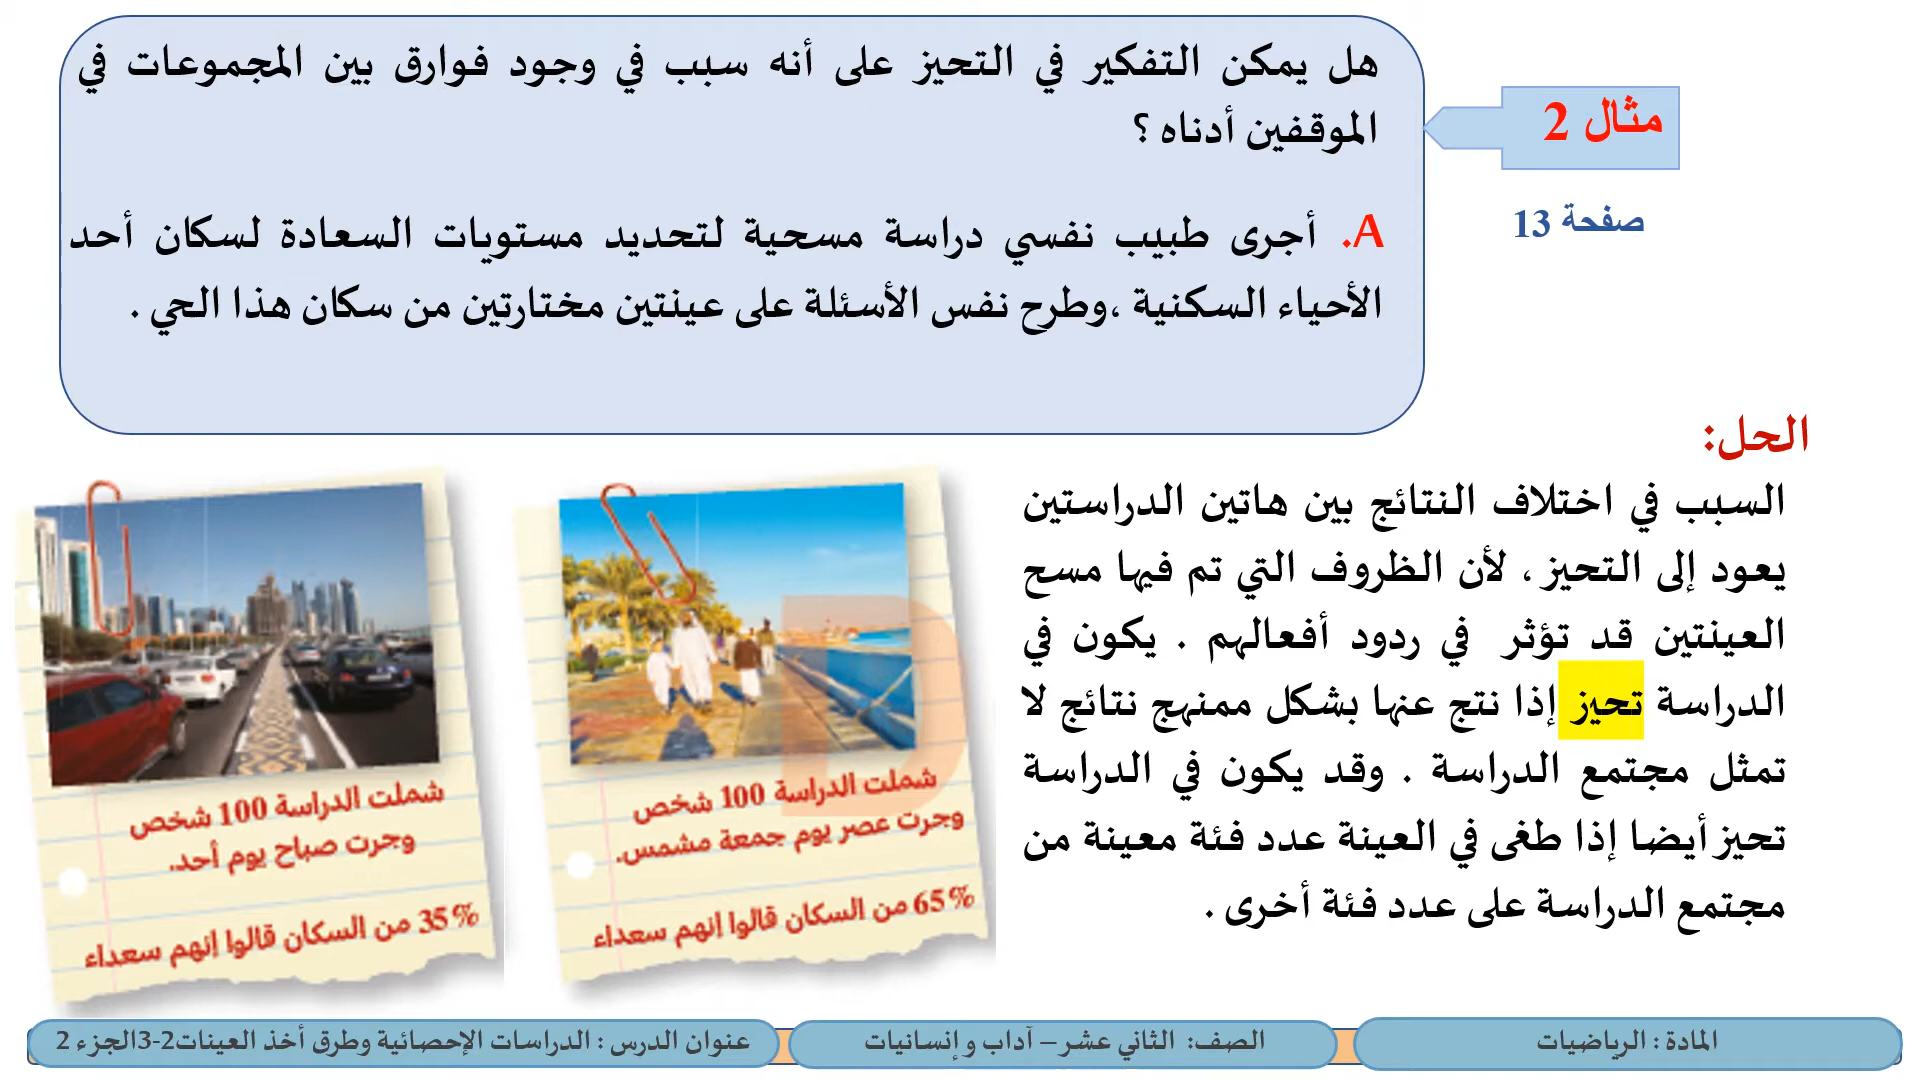 مثال 2
صفحة 13
هل يمكن التفكير في التحيز على أنه سبب في وجود فوارق بين المجموعات في
الموقفين أدناه ؟
A. أجرى طبيب نفسي دراسة مسحية لتحديد مستويات السعادة لسكان أحد
الأحياء السكنية ،وطرح نفس الأسئلة على عينتين مختارتين من سكان هذا الحي .
الحل:
السبب في اختلاف النتائج بين هاتين الدراستين
يعود إلى التحيز ، لأن الظروف التي تم فيها مسح
العينتين قد تؤثر في ردود أفعالهم . يكون في
الدراسة تحيز إذا نتج عنها بشكل ممنهج نتائج لا
تمثل مجتمع الدراسة . وقد يكون في الدراسة
تحيز أيضا إذا طغى في العينة عدد فئة معينة من
مجتمع الدراسة على عدد فئة أخرى .
شملت الدراسة 100 شخص
وجرت عصر يوم جمعة مشمس.
65% من السكان قالوا إنهم سعداء
شملت الدراسة 100 شخص
وجرت صباح يوم أحد.
35% من السكان قالوا إنهم سعداء
المادة : الرياضيات
الصف: الثاني عشر – آداب و إنسانيات
عنوان الدرس : الدراسات الإحصائية وطرق أخذ العينات2-3الجزء 2